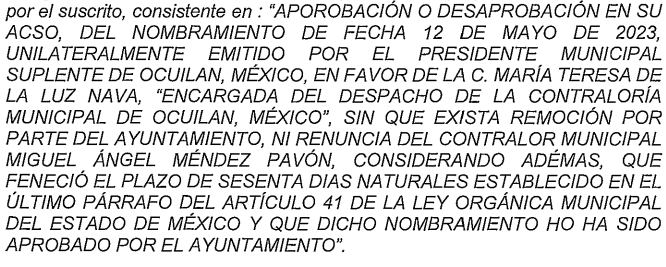 por el suscrito, consistente en : “APOROBACIÓN O DESAPROBACIÓN EN SU
ACSO, DEL NOMBRAMIENTO DE FECHA 12 DE MAYO DE 2023,
UNILATERALMENTE EMITIDO POR EL PRESIDENTE MUNICIPAL
SUPLENTE DE OCUILAN, MÉXICO, EN FAVOR DE LA C. MARÍA TERESA DE
LA LUZ NAVA, “ENCARGADA DEL DESPACHO DE LA CONTRALORÍA
MUNICIPAL DE OCUILAN, MÉXICO”, SIN QUE EXISTA REMOCIÓN POR
PARTE DEL AYUNTAMIENTO, NI RENUNCIA DEL CONTRALOR MUNICIPAL
MIGUEL ÁNGEL MÉNDEZ PAVÓN, CONSIDERANDO ADÉMAS, QUE
FENECIÓ EL PLAZO DE SESENTA DIAS NATURALES ESTABLECIDO EN EL
ÚLTIMO PÁRRAFO DEL ARTÍCULO 41 DE LA LEY ORGÁNICA MUNICIPAL
DEL ESTADO DE MÉXICO Y QUE DICHO NOMBRAMIENTO HO HA SIDO
APROBADO POR EL AYUNTAMIENTO”.